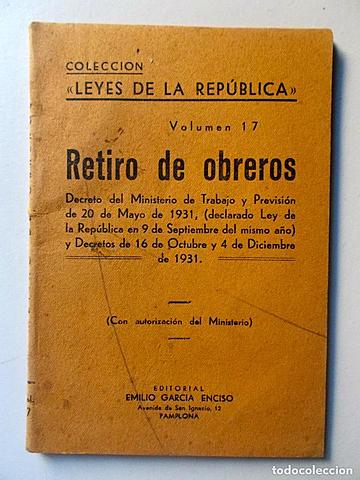 COLECCION
«LEYES DE LA REPÚBLICA»
Volumen 17
Retiro de obreros
Decreto del Ministerio de Trabajo y Previsión
de 20 de Mayo de 1931, (declarado Ley de
la República en 9 de Septiembre del mismo año)
y Decretos de 16 de Octubre y 4 de Diciembre
de 1931.
(Con autorización del Ministerio)
EDITORIAL
EMILIO GARCIA ENCISO
Avenida de San Ignacio, 12
PAMPLONA
todocoleccion